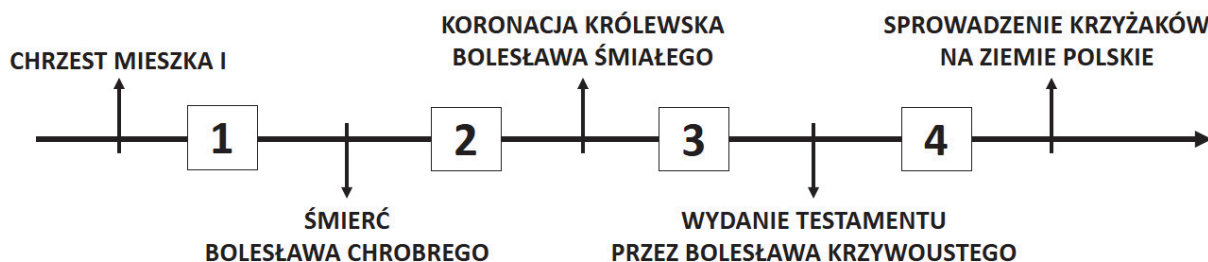 CHRZEST MIESZKA I
KORONACJA KRÓLEWSKA
BOLESŁAWA ŚMIAŁEGO
SPROWADZENIE KRZYŻAKÓW
NA ZIEMIE POLSKIE
1
2
3
4
ŚMIERĆ
BOLESŁAWA CHROBREGO
WYDANIE TESTAMENTU
PRZEZ BOLESŁAWA KRZYWOUSTEGO